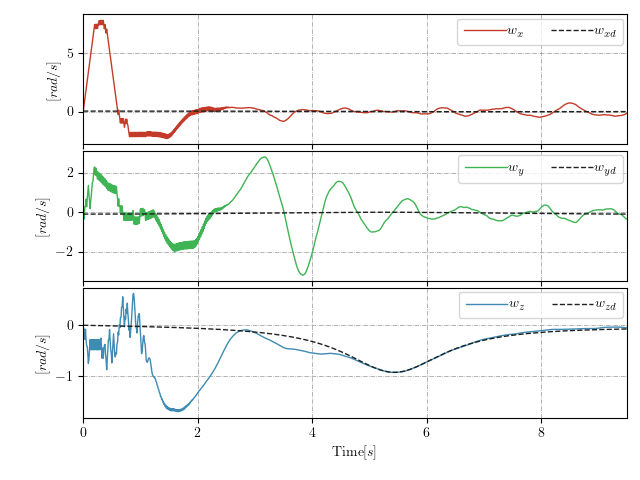 w_x w_xd
5
0
[rad/s]
w_y w_yd
2
0
−2
[rad/s]
w_z w_zd
0
−1
[rad/s]
0 2 4 6 8
Time[s]